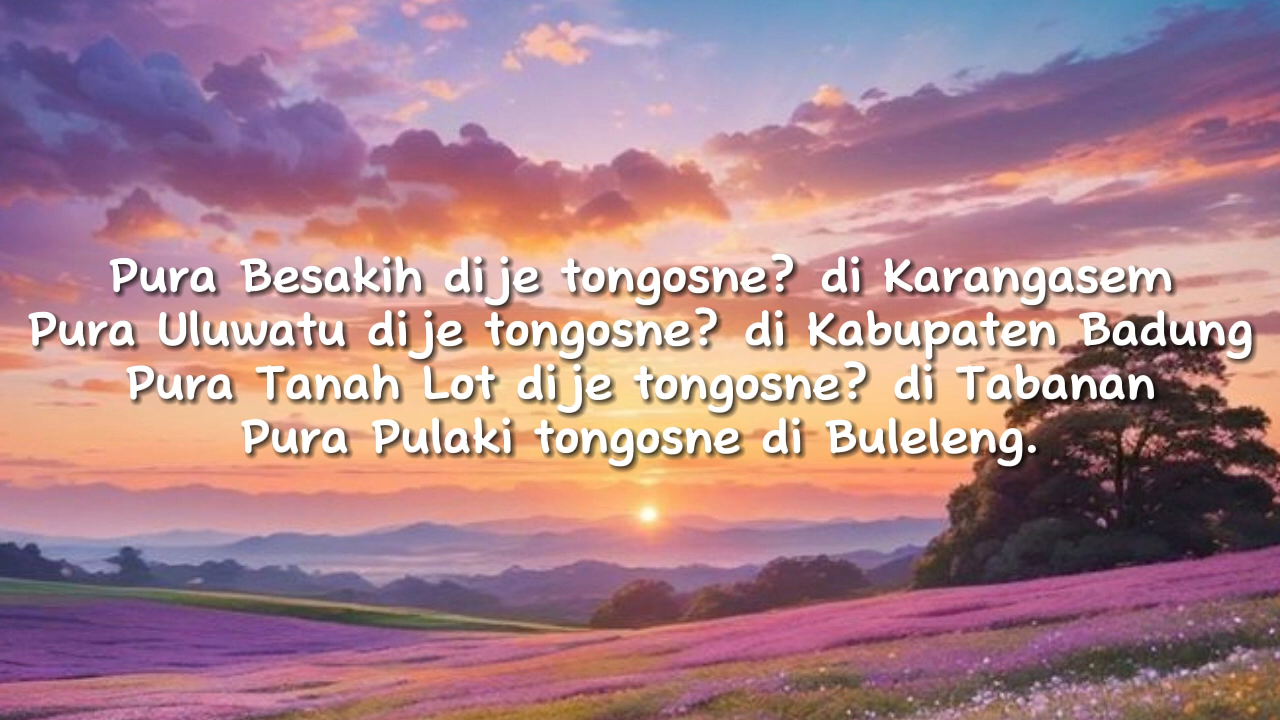 Pura Besakih dije tongosne? di Karangasem
Pura Uluwatu dije tongosne? di Kabupaten Badung
Pura Tanah Lot dije tongosne? di Tabanan
Pura Pulaki tongosne di Buleleng.